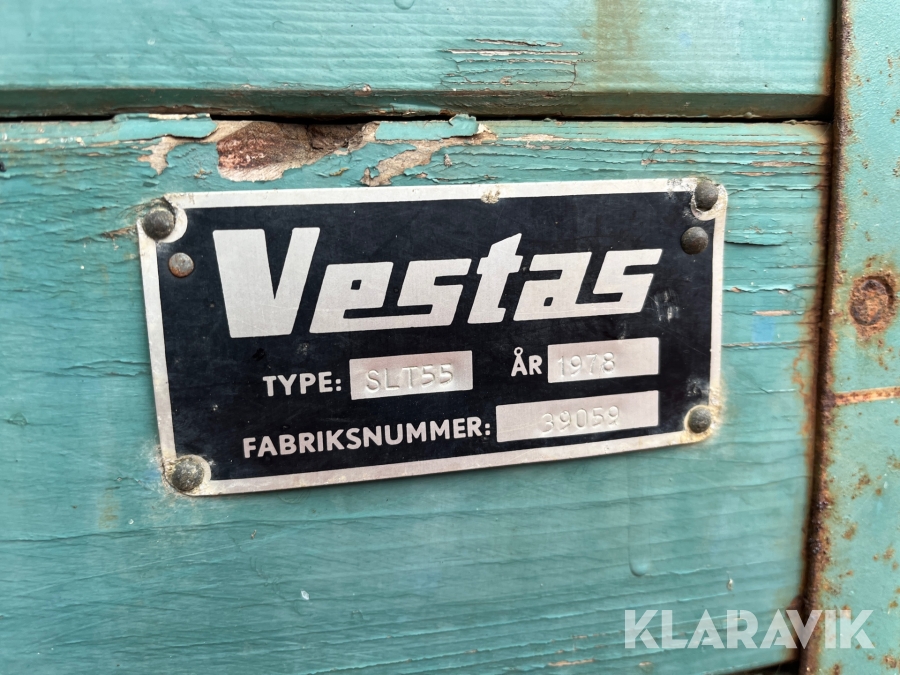 Vestas
TYPE: SLT55 ÅR 1978
FABRIKSNUMMER: 39059
KLARAVIK